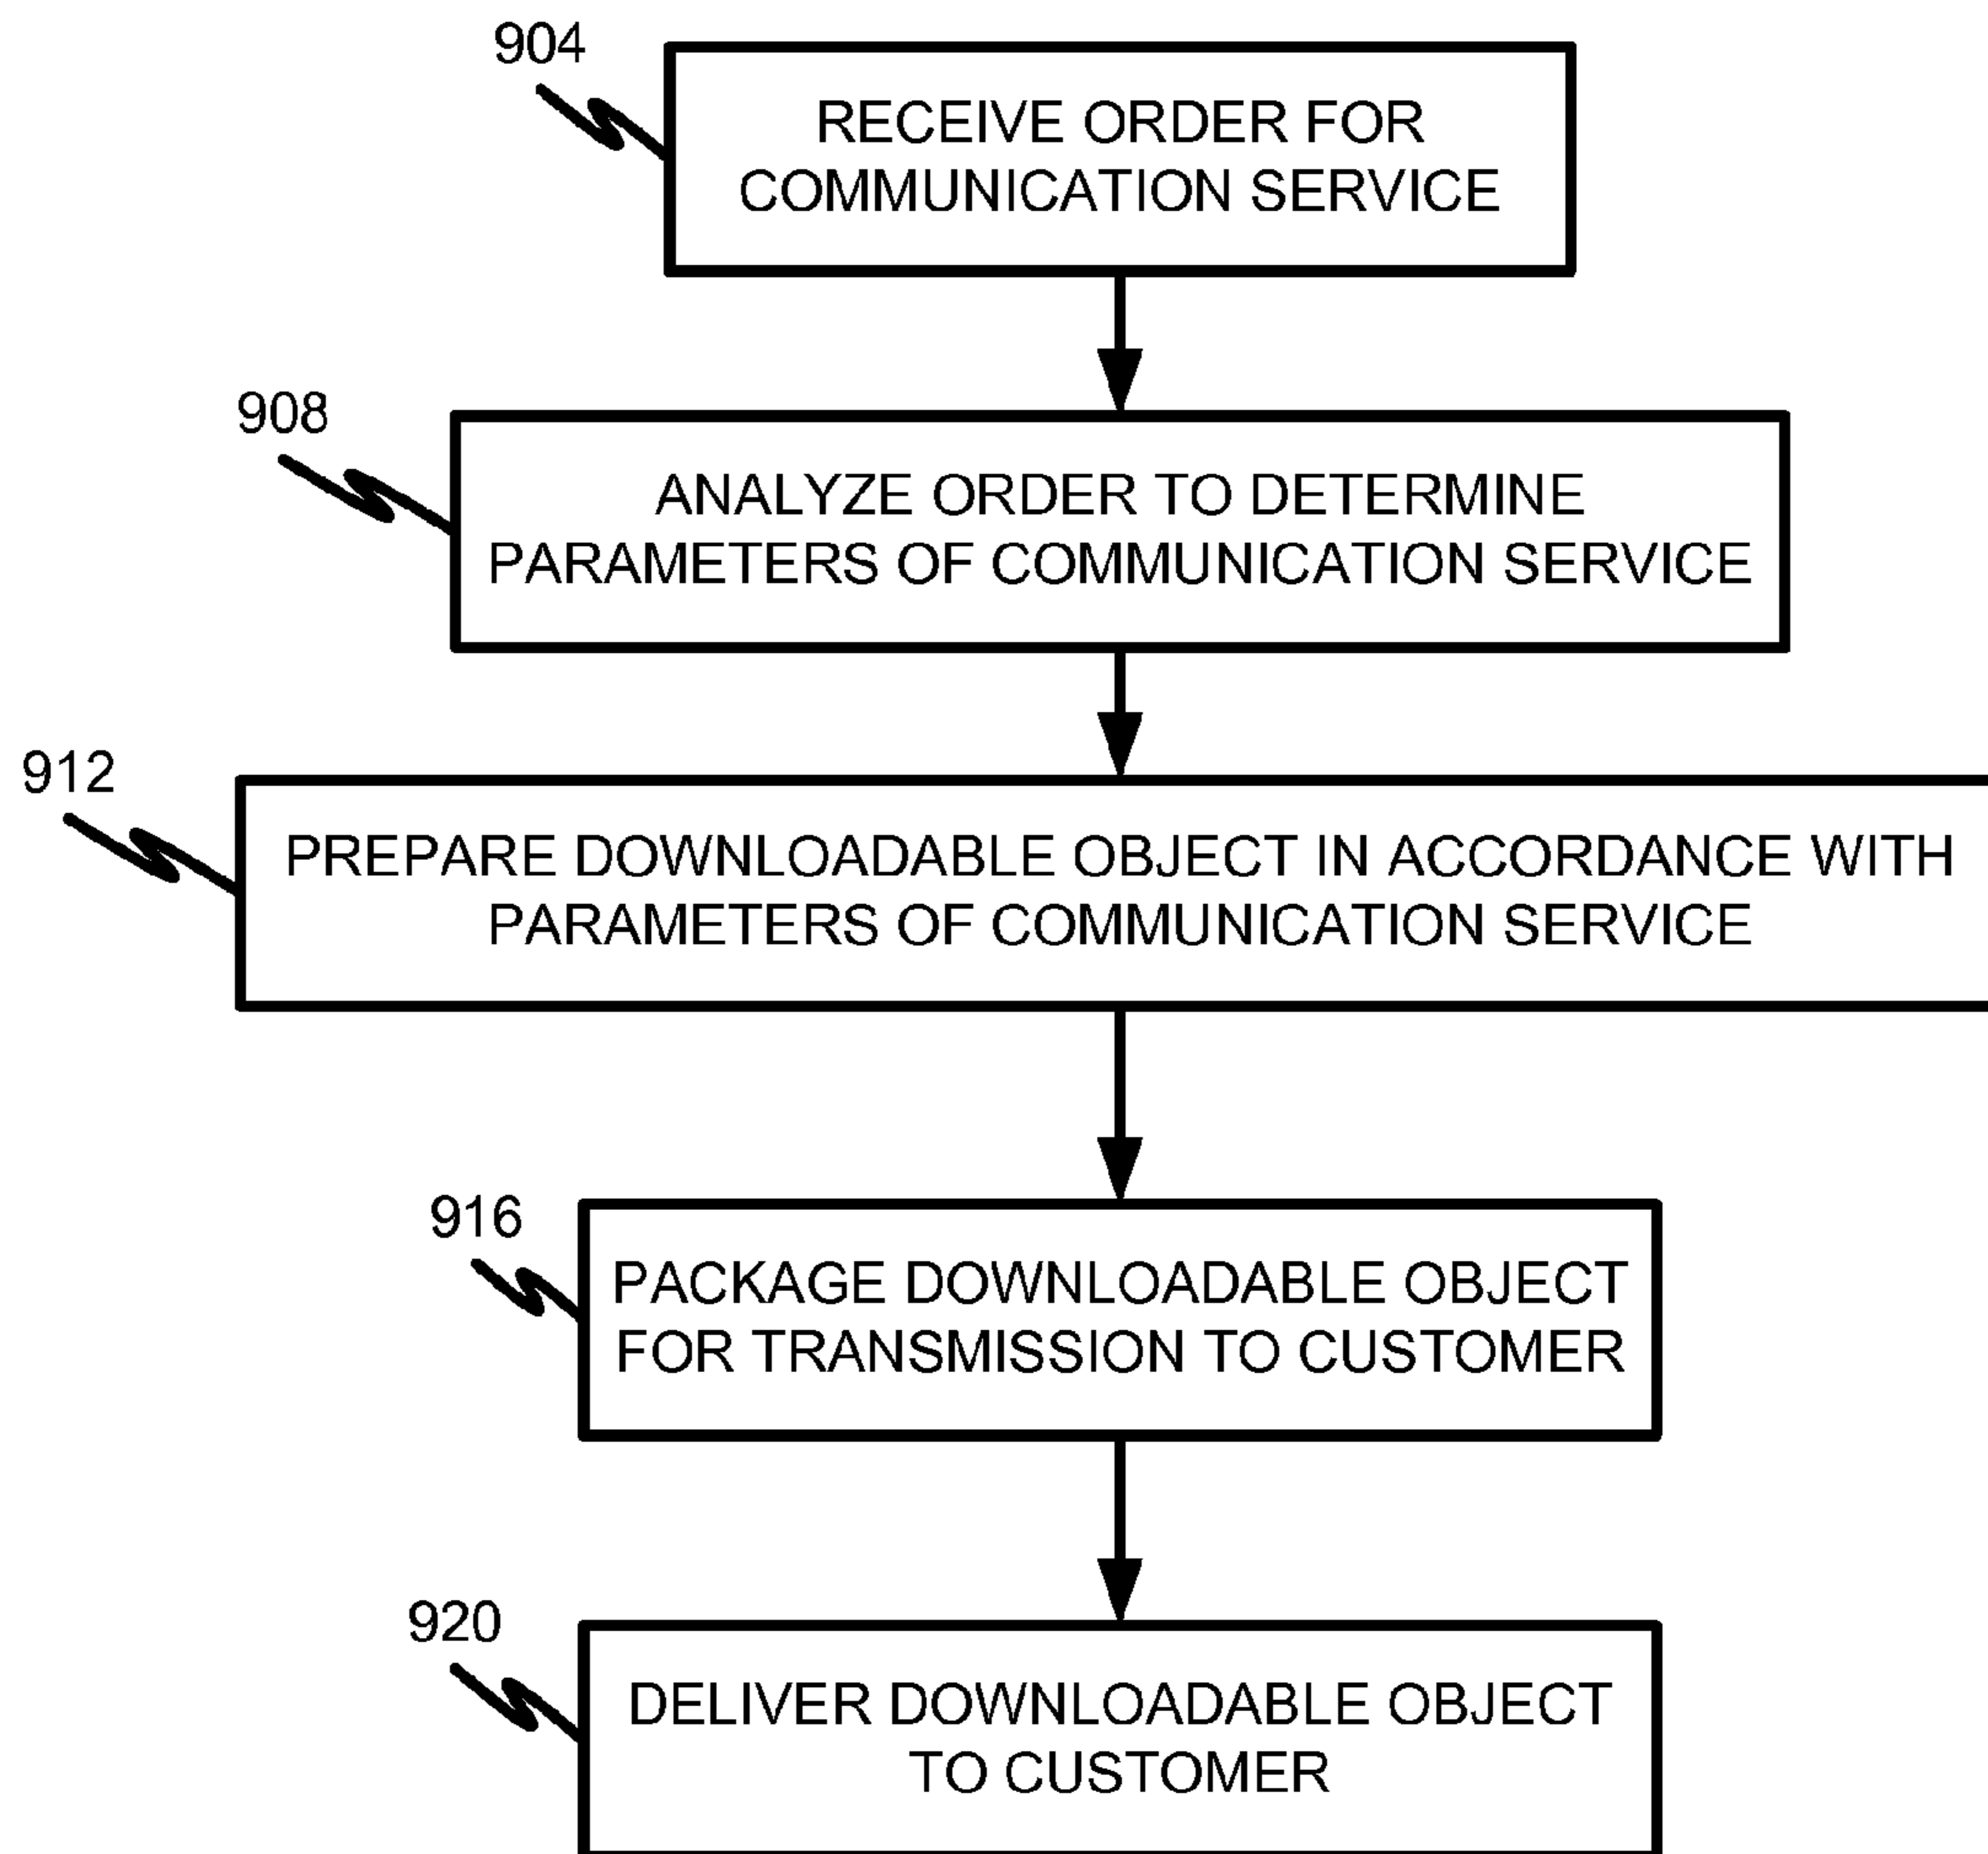 904
RECEIVE ORDER FOR
COMMUNICATION SERVICE
908
ANALYZE ORDER TO DETERMINE
PARAMETERS OF COMMUNICATION SERVICE
912
PREPARE DOWNLOADABLE OBJECT IN ACCORDANCE WITH
PARAMETERS OF COMMUNICATION SERVICE
916
PACKAGE DOWNLOADABLE OBJECT
FOR TRANSMISSION TO CUSTOMER
920
DELIVER DOWNLOADABLE OBJECT
TO CUSTOMER